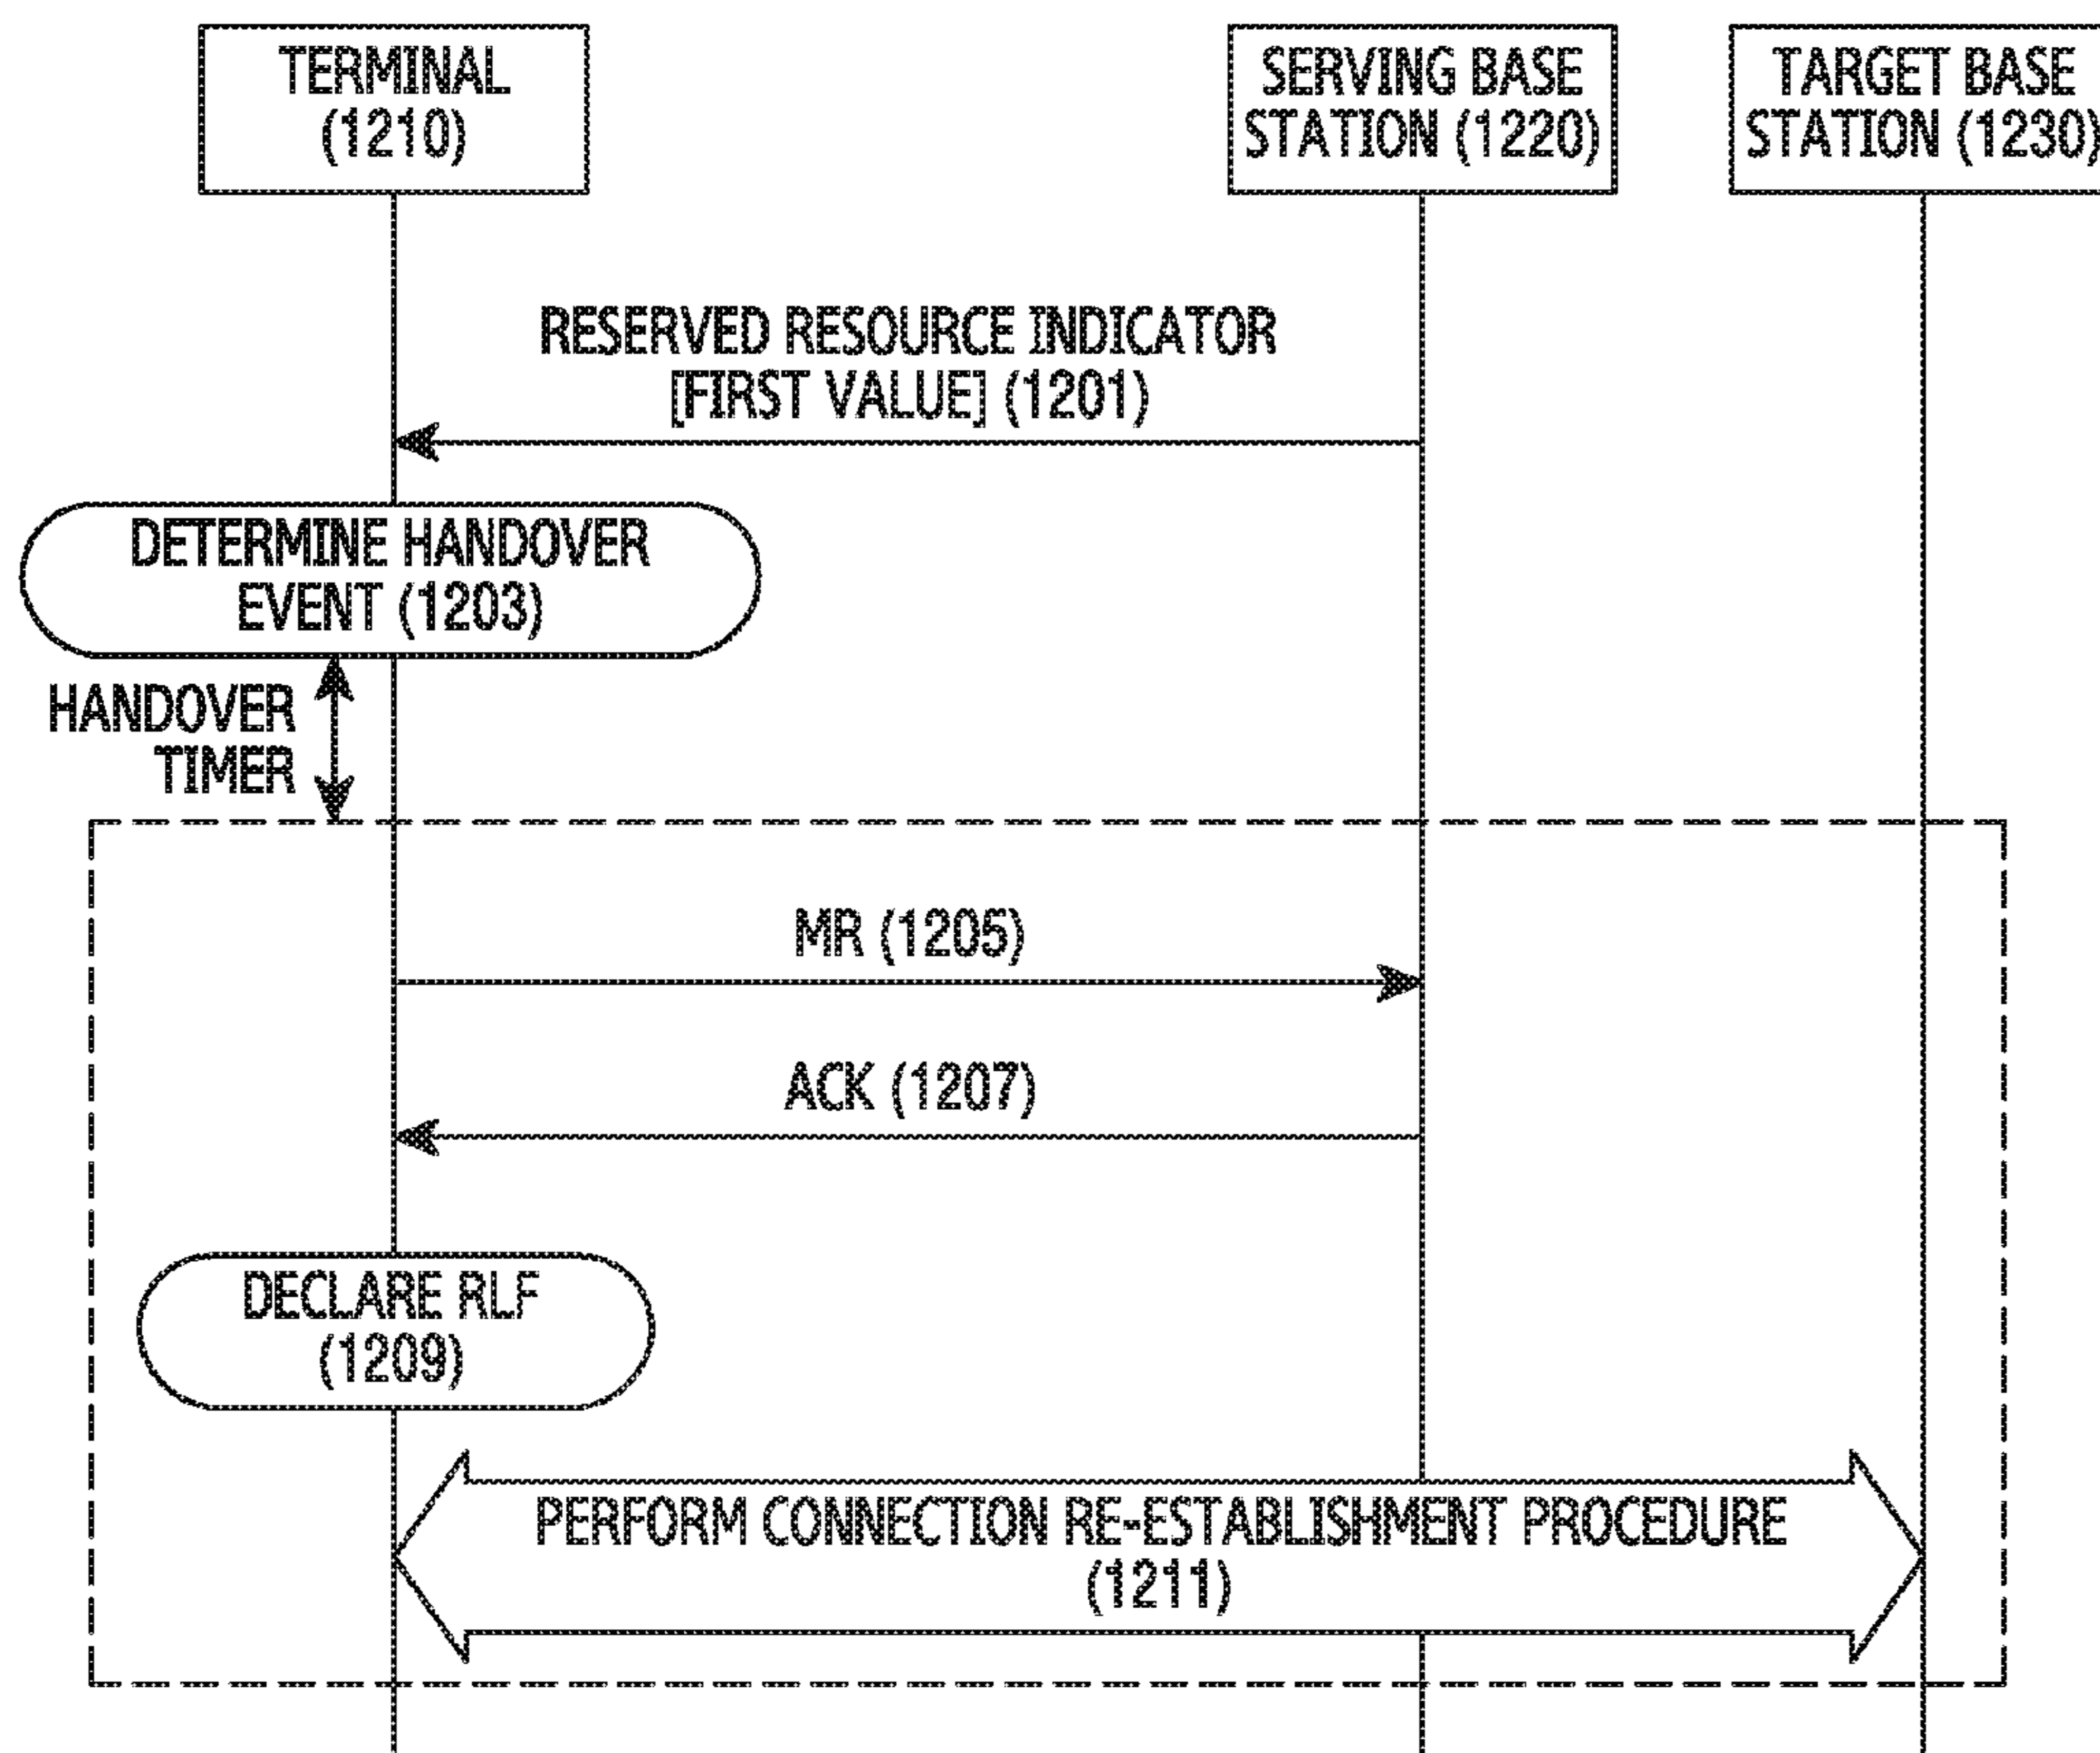 TERMINAL
(1210)
SERVING BASE
STATION (1220)
TARGET BASE
STATION (1230)
RESERVED RESOURCE INDICATOR
[FIRST VALUE] (1201)
DETERMINE HANDOVER
EVENT (1203)
HANDOVER
TIMER
MR (1205)
ACK (1207)
DECLARE RLF
(1209)
PERFORM CONNECTION RE-ESTABLISHMENT PROCEDURE
(1211)